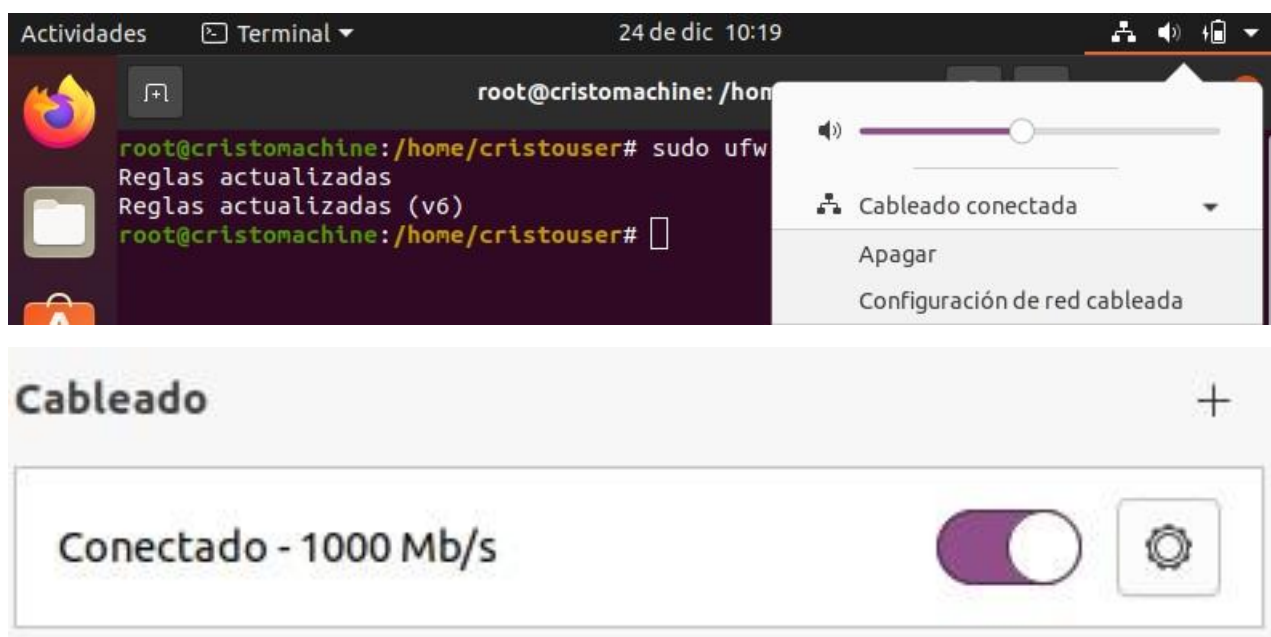 Actividades Terminal 24 de dic 10:19
root@cristomachine: /hom
root@cristomachine:/home/cristouser# sudo ufw
Reglas actualizadas
Reglas actualizadas (v6)
root@cristomachine:/home/cristouser#
Cableado conectada
Apagar
Configuración de red cableada
Cableado
Conectado - 1000 Mb/s